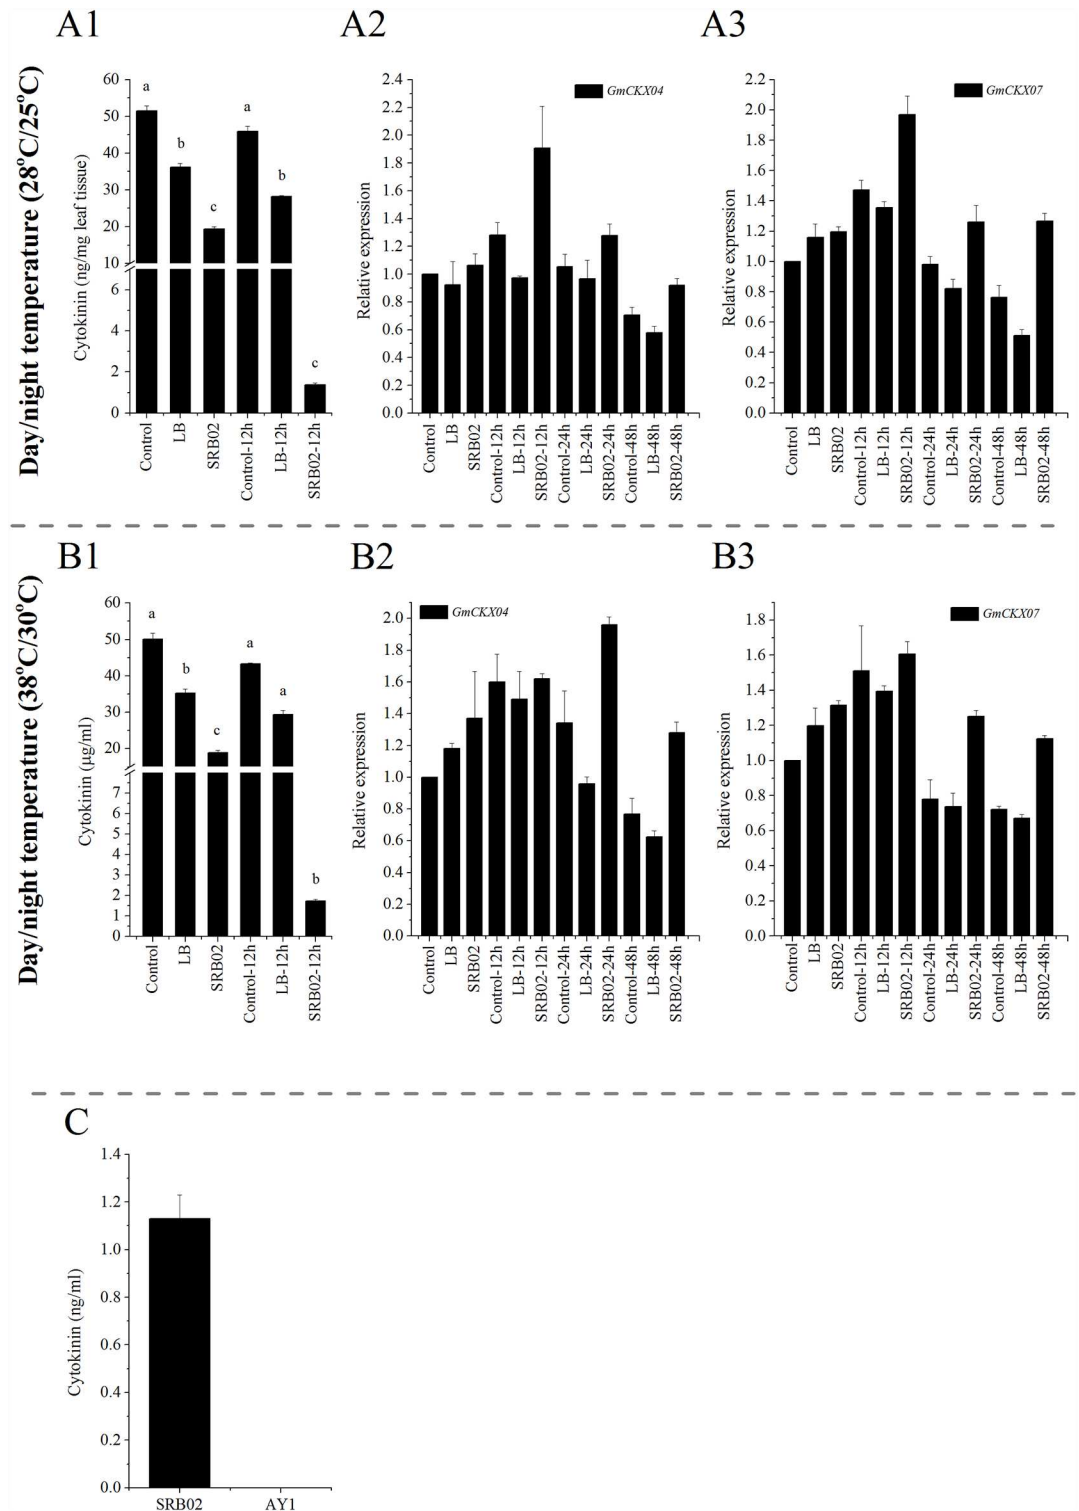 A1
A2
A3
Day/night temperature (28°C/25°C)
Cytokinin (ng/mg leaf tissue)
60
50
40
30
20
10
6
4
2
0
a
b
c
a
b
c
Control
LB
SRB02
Control-12h
LB-12h
SRB02-12h
Relative expression
2.4
2.2
2.0
1.8
1.6
1.4
1.2
1.0
0.8
0.6
0.4
0.2
0.0
GmCKX04
Control
LB
SRB02
Control-12h
LB-12h
SRB02-12h
Control-24h
LB-24h
SRB02-24h
Control-48h
LB-48h
SRB02-48h
Relative expression
2.2
2.0
1.8
1.6
1.4
1.2
1.0
0.8
0.6
0.4
0.2
0.0
GmCKX07
Control
LB
SRB02
Control-12h
LB-12h
SRB02-12h
Control-24h
LB-24h
SRB02-24h
Control-48h
LB-48h
SRB02-48h
B1
B2
B3
Day/night temperature (38°C/30°C)
Cytokinin (µg/ml)
60
50
40
30
20
7
6
5
4
3
2
1
0
a
b
c
a
a
b
Control
LB
SRB02
Control-12h
LB-12h
SRB02-12h
Relative expression
2.0
1.8
1.6
1.4
1.2
1.0
0.8
0.6
0.4
0.2
0.0
GmCKX04
Control
LB
SRB02
Control-12h
LB-12h
SRB02-12h
Control-24h
LB-24h
SRB02-24h
Control-48h
LB-48h
SRB02-48h
Relative expression
1.8
1.6
1.4
1.2
1.0
0.8
0.6
0.4
0.2
0.0
GmCKX07
Control
LB
SRB02
Control-12h
LB-12h
SRB02-12h
Control-24h
LB-24h
SRB02-24h
Control-48h
LB-48h
SRB02-48h
C
Cytokinin (ng/ml)
1.4
1.2
1.0
0.8
0.6
0.4
0.2
0.0
SRB02
AY1